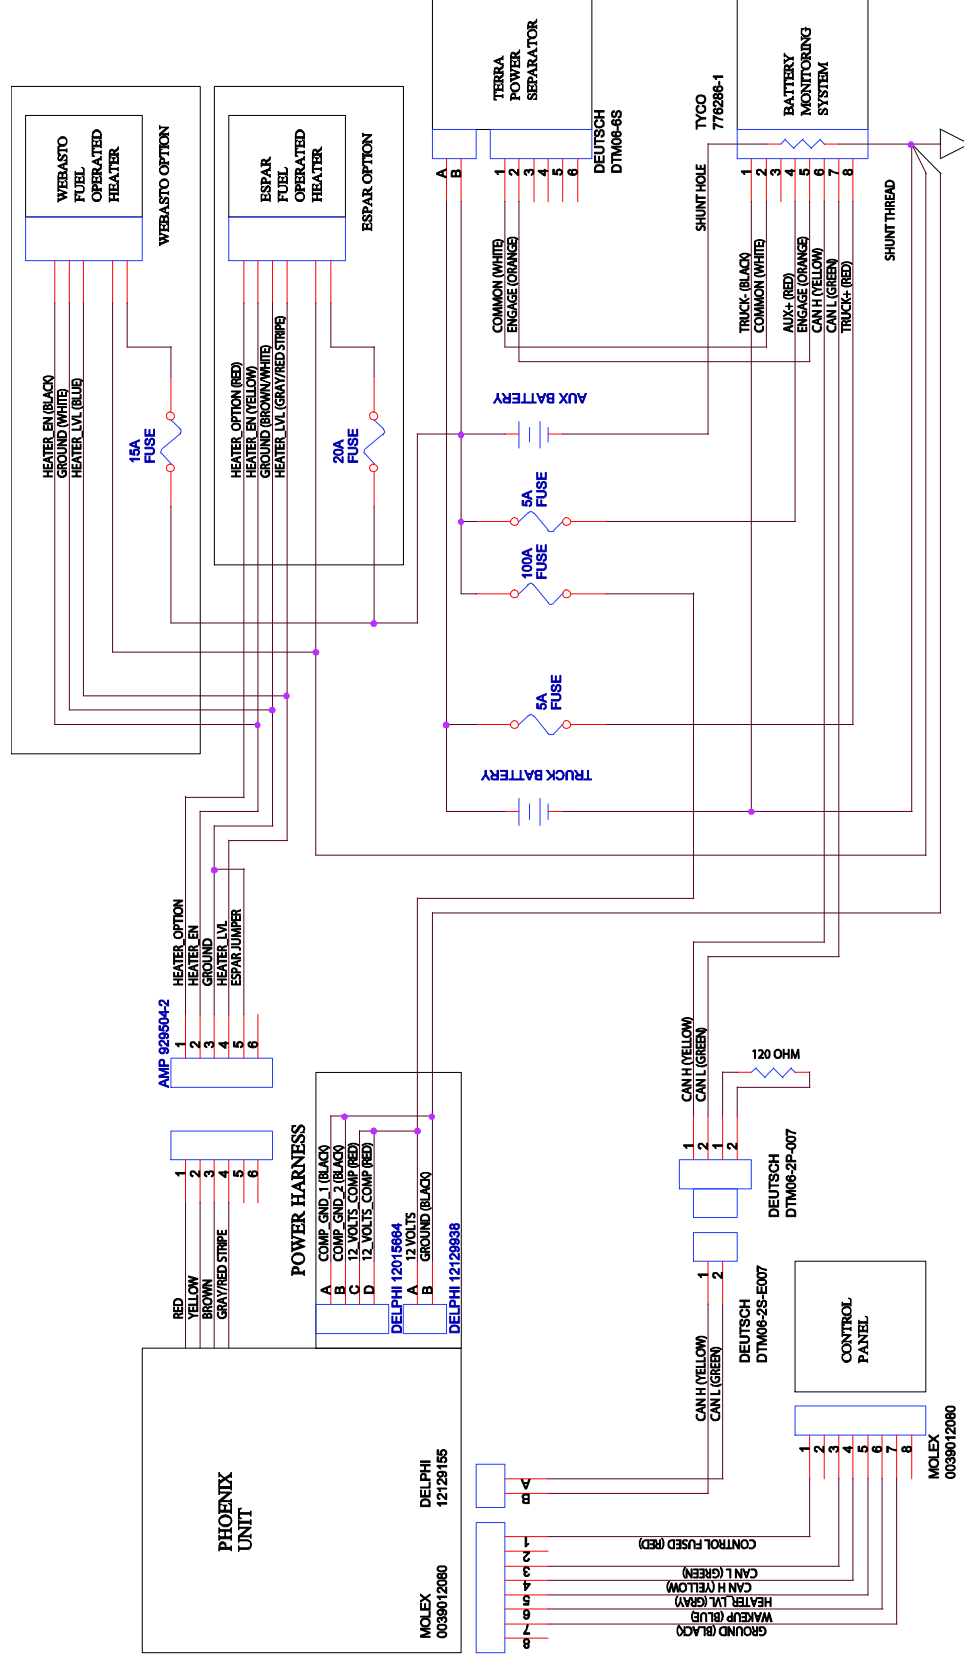 WEBASTO
FUEL
OPERATED
HEATER
WEBASTO OPTION
HEATER_EN (BLACK)
GROUND (WHITE)
HEATER_LVL (BLUE)
15A
FUSE
ESPAR
FUEL
OPERATED
HEATER
ESPAR OPTION
HEATER_OPTION (RED)
HEATER_EN (YELLOW)
GROUND (BROWN/WHITE)
HEATER_LVL (GRAY/RED STRIPE)
20A
FUSE
TERRA
POWER
SEPARATOR
A
B
1
2
3
4
5
6
DEUTSCH
DTM06-6S
COMMON (WHITE)
ENGAGE (ORANGE)
BATTERY
MONITORING
SYSTEM
TYCO
776286-1
1
2
3
4
5
6
7
8
SHUNT HOLE
SHUNT THREAD
TRUCK- (BLACK)
COMMON (WHITE)
AUX+ (RED)
ENGAGE (ORANGE)
CAN H (YELLOW)
CAN L (GREEN)
TRUCK+ (RED)
AUX BATTERY
5A
FUSE
100A
FUSE
5A
FUSE
TRUCK BATTERY
AMP 929504-2
HEATER_OPTION
HEATER_EN
GROUND
HEATER_LVL
ESPAR JUMPER
1
2
3
4
5
6
1
2
3
4
5
6
RED
YELLOW
BROWN
GRAY/RED STRIPE
POWER HARNESS
COMP_GND_1 (BLACK)
COMP_GND_2 (BLACK)
12_VOLTS_COMP (RED)
12_VOLTS_COMP (RED)
A
B
C
D
DELPHI 12015664
12 VOLTS
GROUND (BLACK)
A
B
DELPHI 12129938
CAN H (YELLOW)
CAN L (GREEN)
120 OHM
1
2
1
2
DEUTSCH
DTM06-2P-007
1
2
DEUTSCH
DTM06-2S-E007
CAN H (YELLOW)
CAN L (GREEN)
PHOENIX
UNIT
DELPHI
12129155
A
B
MOLEX
0039012080
1
2
3
4
5
6
7
8
CONTROL FUSED (RED)
CAN L (GREEN)
CAN H (YELLOW)
HEATER_LVL (GRAY)
WAKEUP (BLUE)
GROUND (BLACK)
CONTROL
PANEL
1
2
3
4
5
6
7
8
MOLEX
0039012080